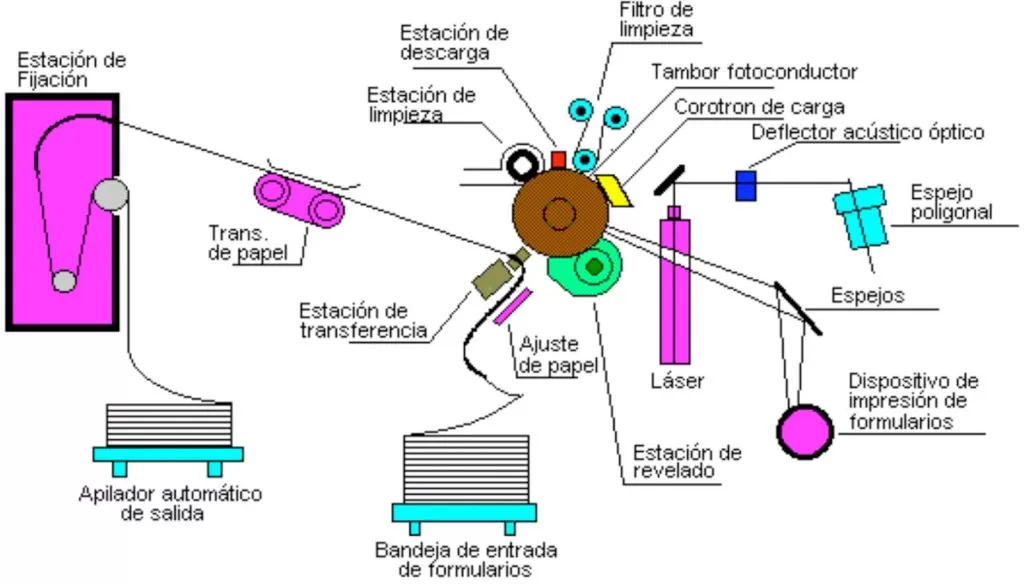 Filtro de
limpieza
Estación de
descarga
Estación de
Fijación
Tambor fotoconductor
Estación de
limpieza
Corotron de carga
Deflector acústico óptico
Espejo
poligonal
Trans.
de papel
Estación de
transferencia
Espejos
Ajuste
de papel
Láser
Dispositivo de
impresión de
formularios
Estación de
revelado
Apilador automático
de salida
Bandeja de entrada
de formularios